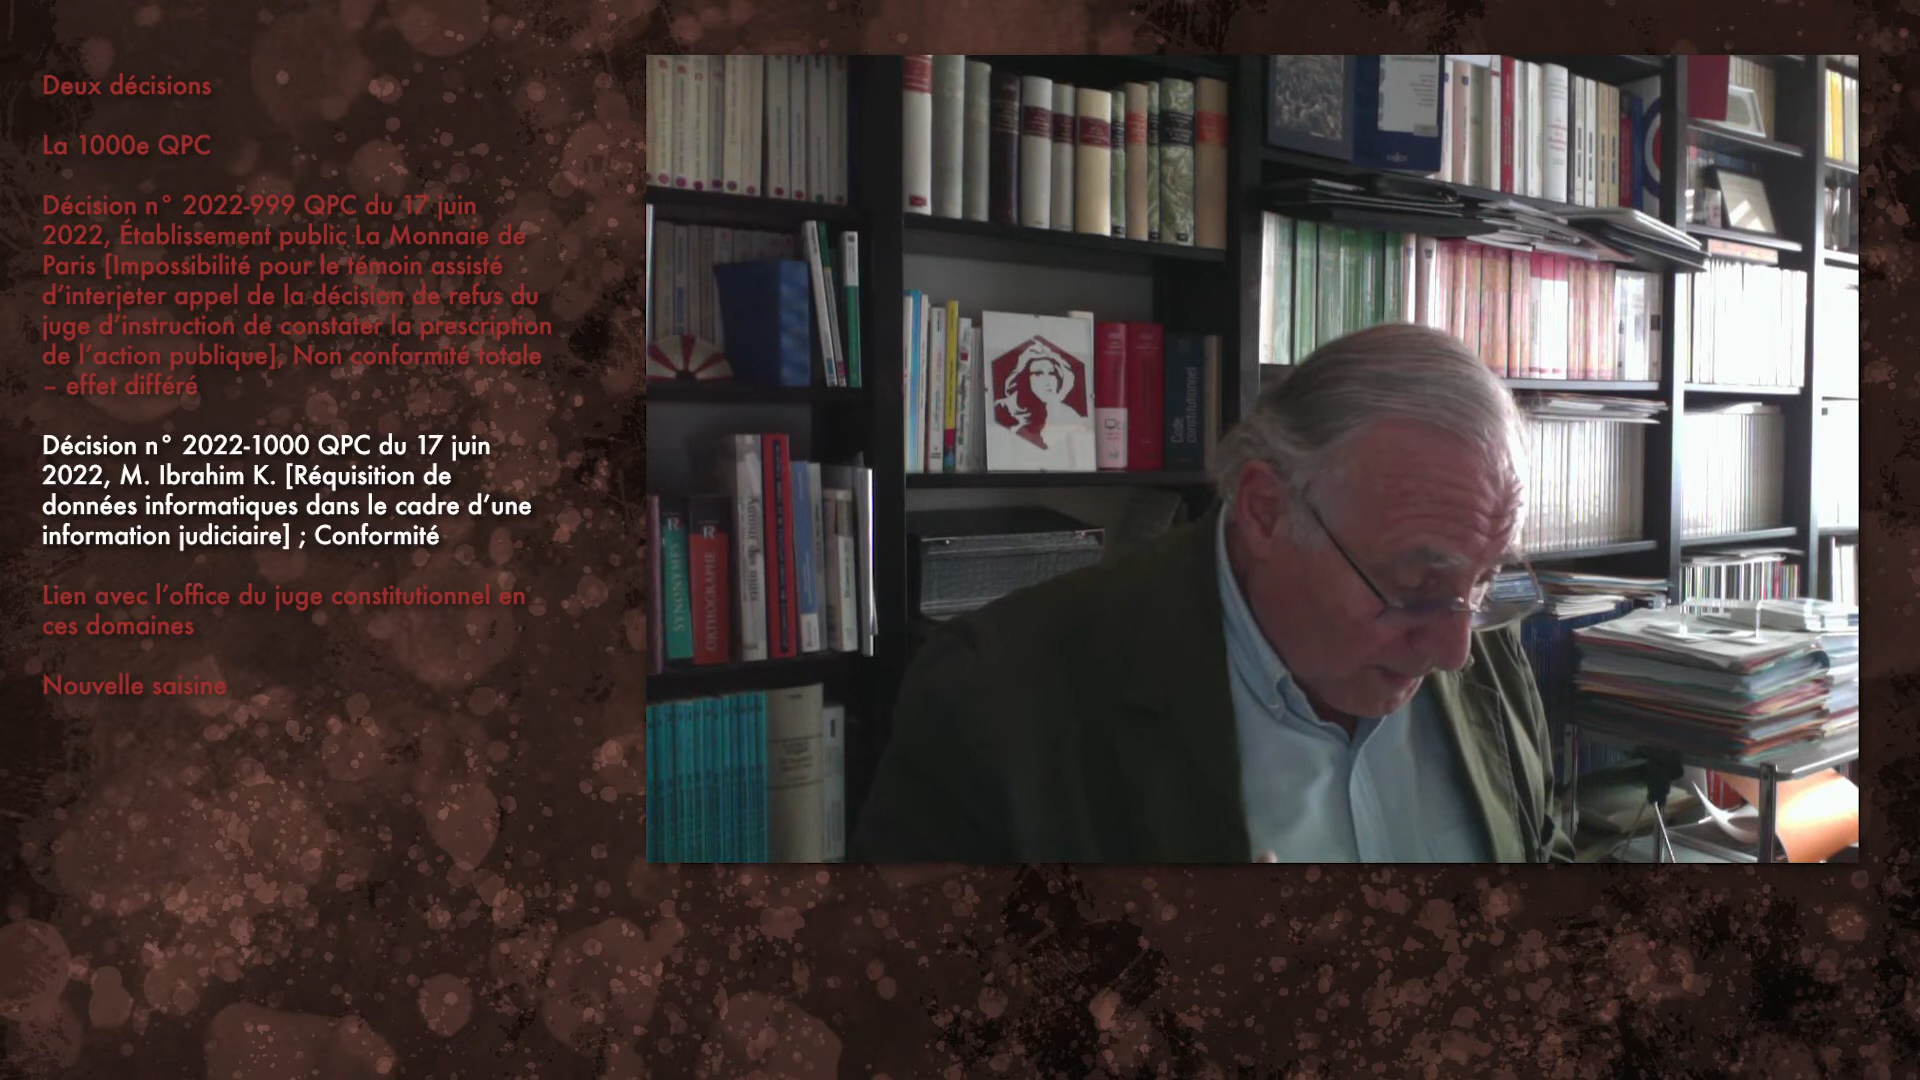 Deux décisions
La 1000e QPC
Décision n° 2022-999 QPC du 17 juin
2022, Établissement public La Monnaie de
Paris [Impossibilité pour le témoin assisté
d'interjeter appel de la décision de refus du
juge d'instruction de constater la prescription
de l'action publique], Non conformité totale
– effet différé
Décision n° 2022-1000 QPC du 17 juin
2022, M. Ibrahim K. [Réquisition de
données informatiques dans le cadre d'une
information judiciaire] ; Conformité
Lien avec l'office du juge constitutionnel en
ces domaines
Nouvelle saisine
Code
constitutionnel
SYNONYMES
ORTHOGRAPHE